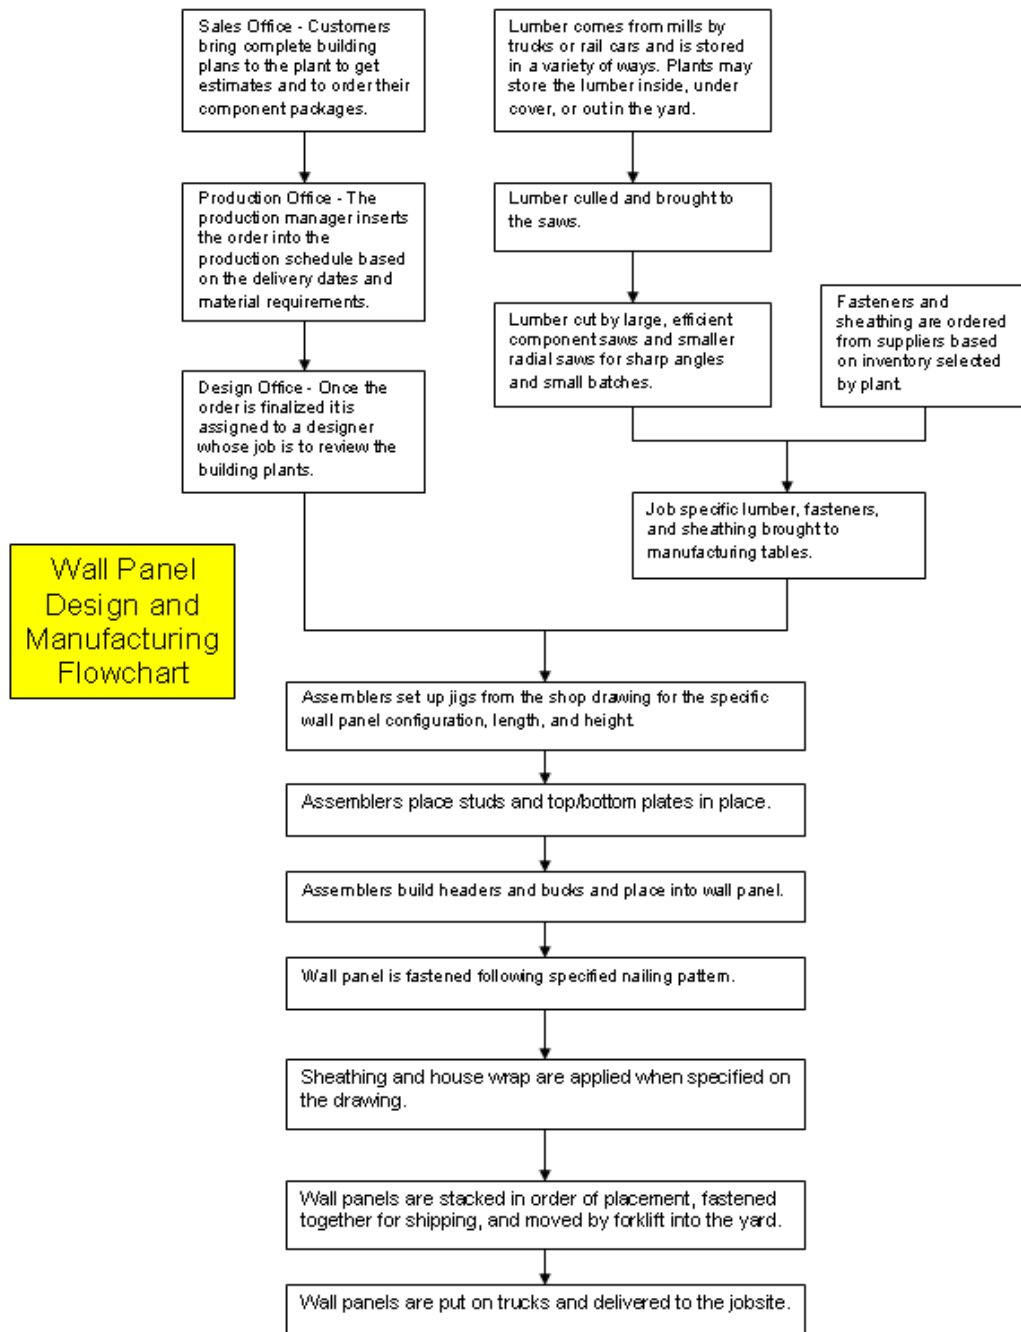 Sales Office - Customers
bring complete building
plans to the plant to get
estimates and to order their
component packages.
Lumber comes from mills by
trucks or rail cars and is stored
in a variety of ways. Plants may
store the lumber inside, under
cover, or out in the yard.
Production Office - The
production manager inserts
the order into the
production schedule based
on the delivery dates and
material requirements.
Lumber culled and brought to
the saws.
Lumber cut by large, efficient
component saws and smaller
radial saws for sharp angles
and small batches.
Fasteners and
sheathing are ordered
from suppliers based
on inventory selected
by plant.
Design Office - Once the
order is finalized it is
assigned to a designer
whose job is to review the
building plants.
Job specific lumber, fasteners,
and sheathing brought to
manufacturing tables.
Wall Panel
Design and
Manufacturing
Flowchart
Assemblers set up jigs from the shop drawing for the specific
wall panel configuration, length, and height.
Assemblers place studs and top/bottom plates in place.
Assemblers build headers and bucks and place into wall panel.
Wall panel is fastened following specified nailing pattern.
Sheathing and house wrap are applied when specified on
the drawing.
Wall panels are stacked in order of placement, fastened
together for shipping, and moved by forklift into the yard.
Wall panels are put on trucks and delivered to the jobsite.